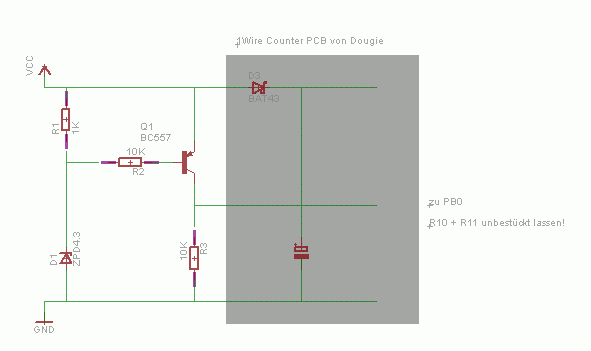 1Wire Counter PCB von Dougie
VCC
D3
BAT43
R1
1K
Q1
BC557
10K
R2
zu PB0
R10 + R11 unbestückt lassen!
D1
ZPD4.3
10K
R3
GND